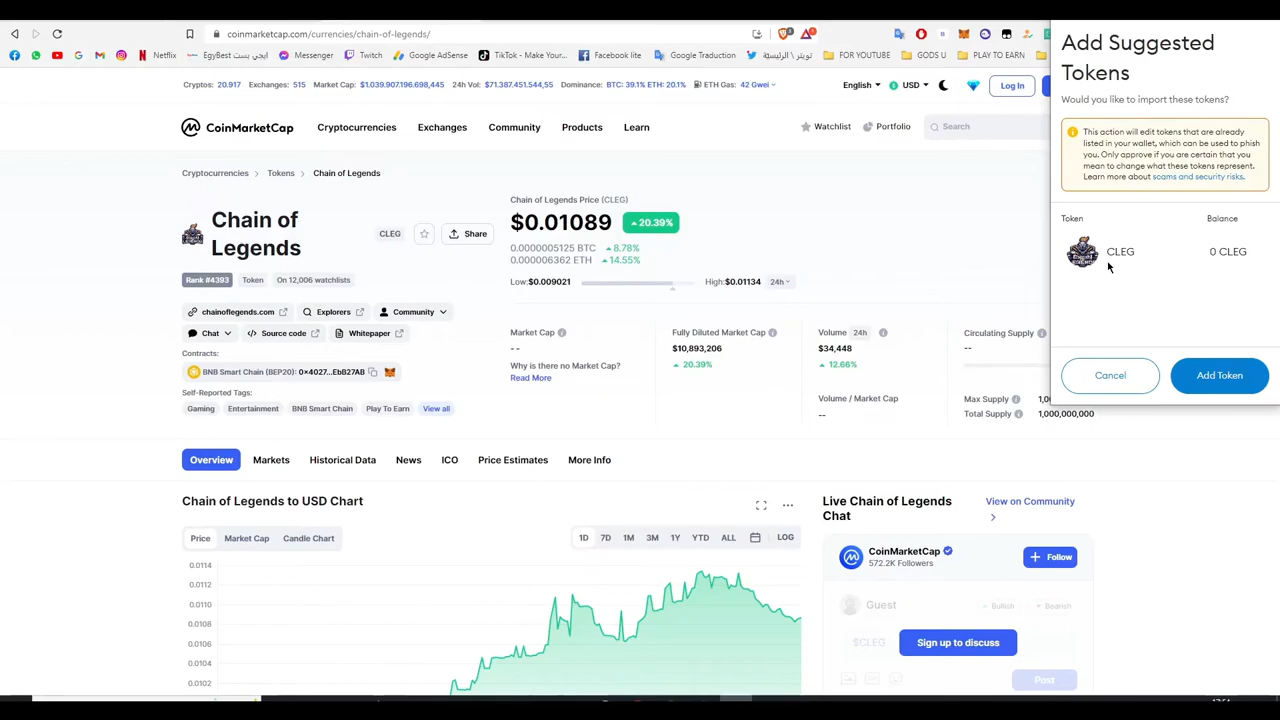 coinmarketcap.com/currencies/chain-of-legends/
Netflix
EgyBest ايجي بست
Messenger
Twitch
Google AdSense
TikTok - Make Your...
Facebook lite
Google Traduction
تويتر / الرئيسية
FOR YOUTUBE
GODS U
PLAY TO EARN
Cryptos: 20.917 Exchanges: 515 Market Cap: $1.039.907.196.698,445 24h Vol: $71.387.451.544,55 Dominance: BTC: 39.1% ETH: 20.1% ETH Gas: 42 Gwei
English
USD
Log In
CoinMarketCap
Cryptocurrencies
Exchanges
Community
Products
Learn
Watchlist
Portfolio
Search
Cryptocurrencies > Tokens > Chain of Legends
Chain of
Legends
CLEG
Share
Rank #4393
Token
On 12,006 watchlists
chainoflegends.com
Explorers
Community
Chat
Source code
Whitepaper
Contracts:
BNB Smart Chain (BEP20): 0x4027...EbB27AB
Self-Reported Tags:
Gaming
Entertainment
BNB Smart Chain
Play To Earn
View all
Chain of Legends Price (CLEG)
$0.01089 20.39%
0.0000005125 BTC 8.78%
0.000006362 ETH 14.55%
Low: $0.009021
High: $0.01134
24h
Market Cap
- -
Why is there no Market Cap?
Read More
Fully Diluted Market Cap
$10,893,206
20.39%
Volume 24h
$34,448
12.66%
Volume / Market Cap
--
Circulating Supply
--
Max Supply
Total Supply 1,000,000,000
Overview
Markets
Historical Data
News
ICO
Price Estimates
More Info
Chain of Legends to USD Chart
Price
Market Cap
Candle Chart
1D
7D
1M
3M
1Y
YTD
ALL
LOG
0.0114
0.0112
0.0110
0.0108
0.0106
0.0104
0.0102
Live Chain of Legends
Chat
View on Community
CoinMarketCap
572.2K Followers
Follow
Guest
Bullish
Bearish
$CLEG
Sign up to discuss
Post
Add Suggested
Tokens
Would you like to import these tokens?
This action will edit tokens that are already
listed in your wallet, which can be used to phish
you. Only approve if you are certain that you
mean to change what these tokens represent.
Learn more about scams and security risks.
Token
Balance
CLEG
0 CLEG
Cancel
Add Token